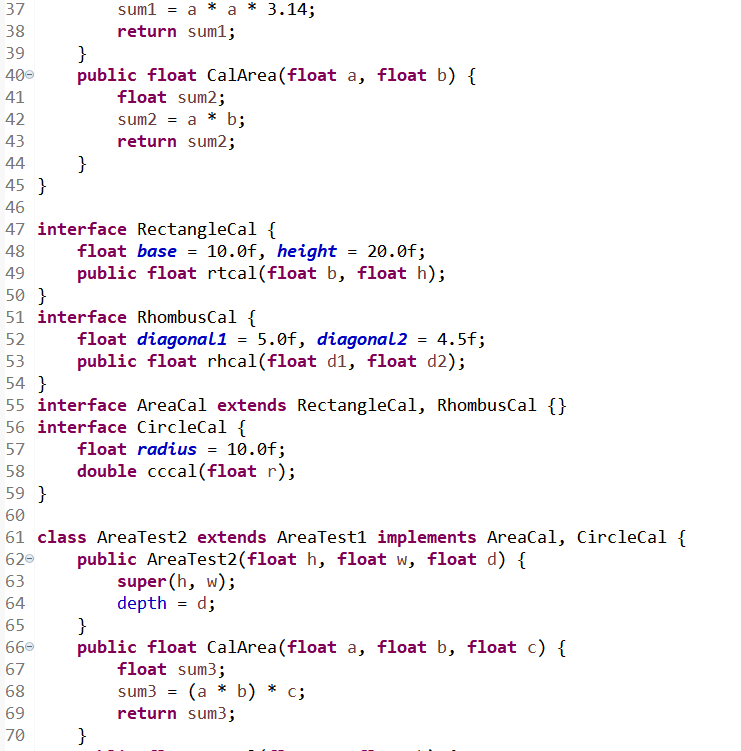 37 sum1 = a * a * 3.14;
38 return sum1;
39 }
40 public float CalArea(float a, float b) {
41 float sum2;
42 sum2 = a * b;
43 return sum2;
44 }
45 }
46
47 interface RectangleCal {
48 float base = 10.0f, height = 20.0f;
49 public float rtcal(float b, float h);
50 }
51 interface RhombusCal {
52 float diagonal1 = 5.0f, diagonal2 = 4.5f;
53 public float rhcal(float d1, float d2);
54 }
55 interface AreaCal extends RectangleCal, RhombusCal {}
56 interface CircleCal {
57 float radius = 10.0f;
58 double cccal(float r);
59 }
60
61 class AreaTest2 extends AreaTest1 implements AreaCal, CircleCal {
62 public AreaTest2(float h, float w, float d) {
63 super(h, w);
64 depth = d;
65 }
66 public float CalArea(float a, float b, float c) {
67 float sum3;
68 sum3 = (a * b) * c;
69 return sum3;
70 }